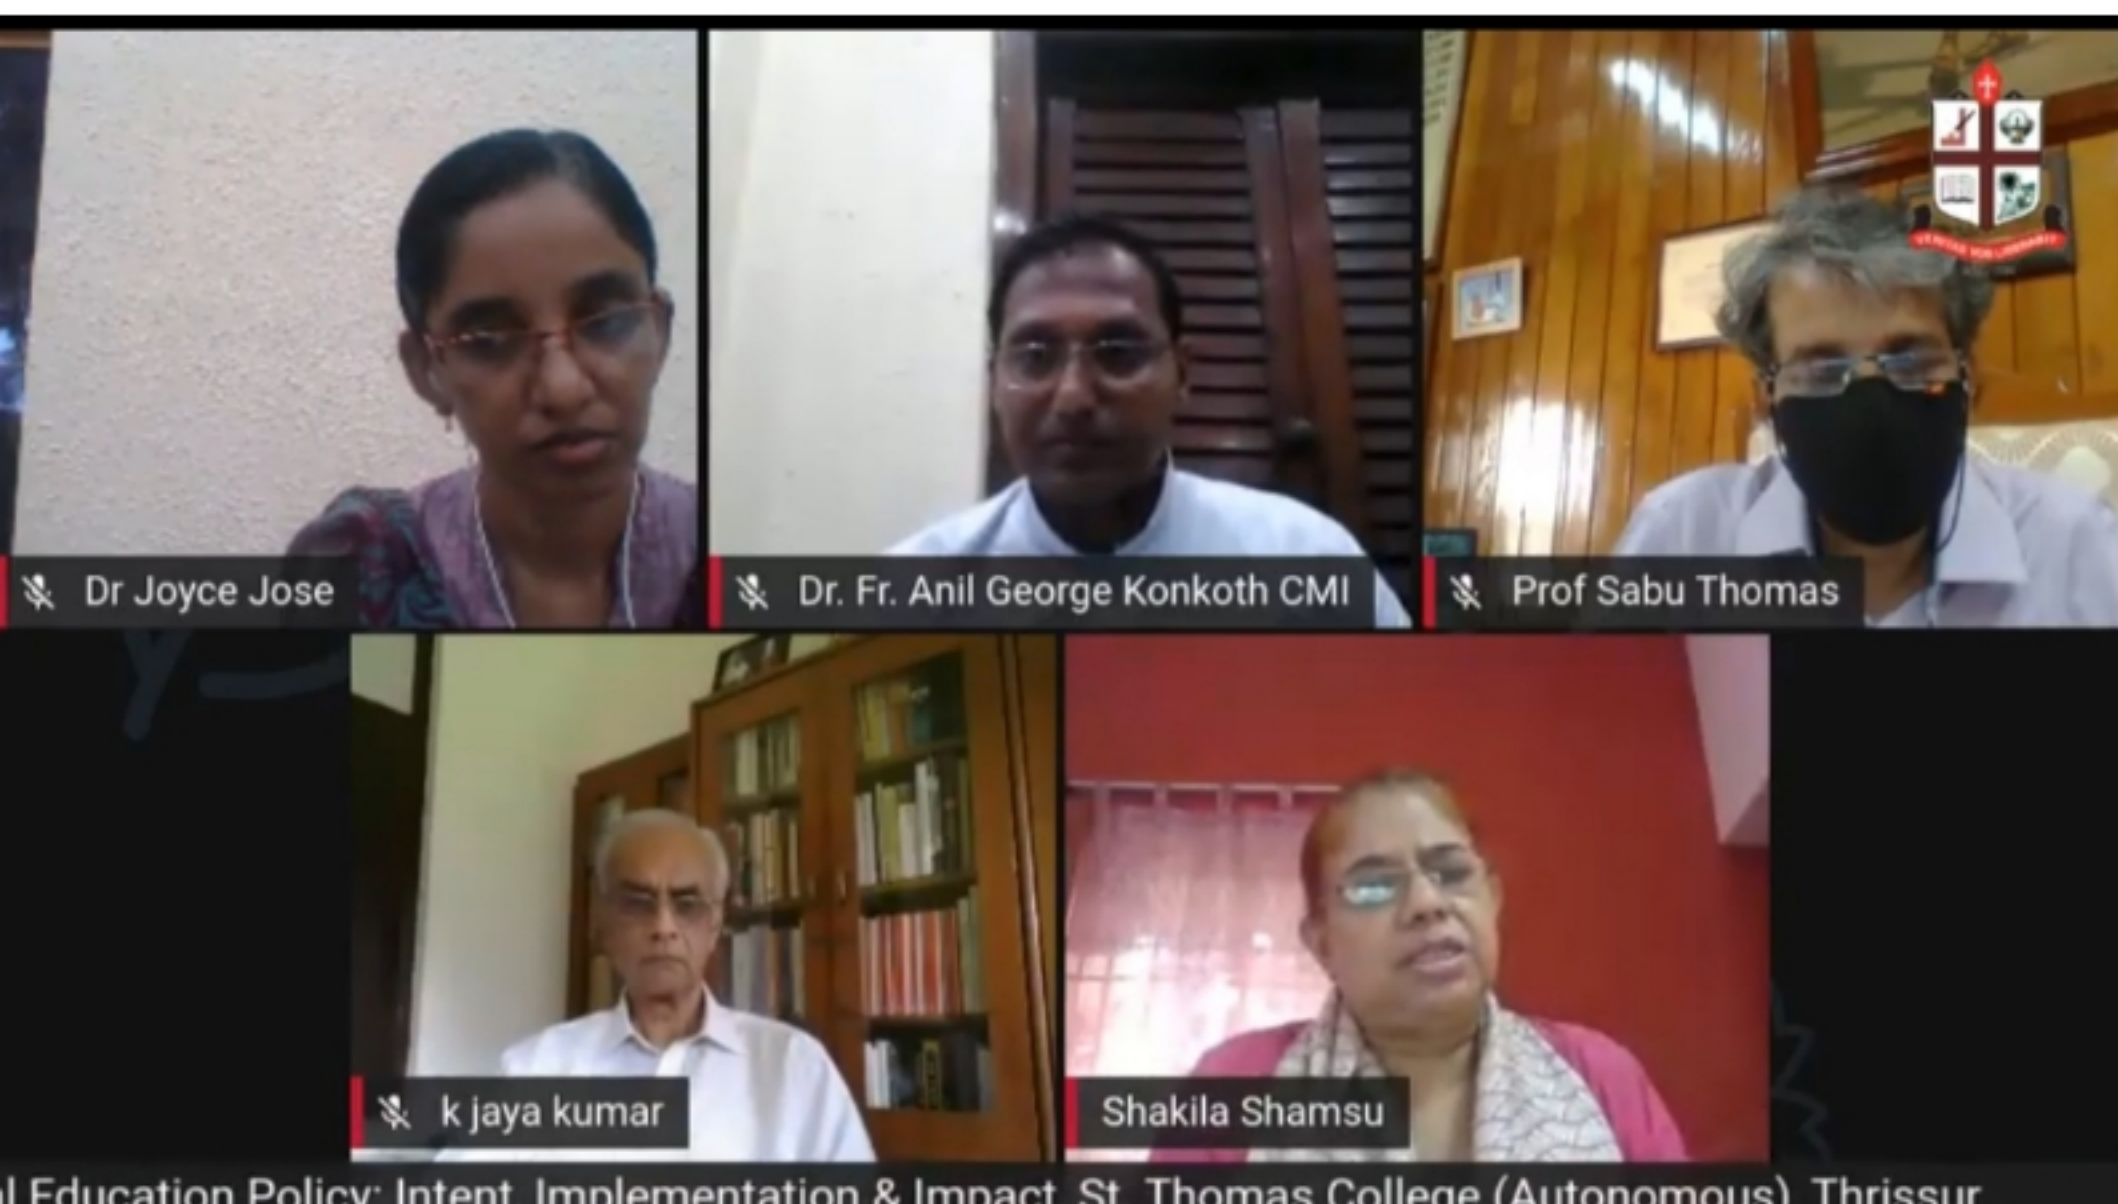 Dr Joyce Jose
Dr. Fr. Anil George Konkoth CMI
Prof Sabu Thomas
k jaya kumar
Shakila Shamsu
l Education Policy: Intent, Implementation & Impact, St. Thomas College (Autonomous), Thrissur